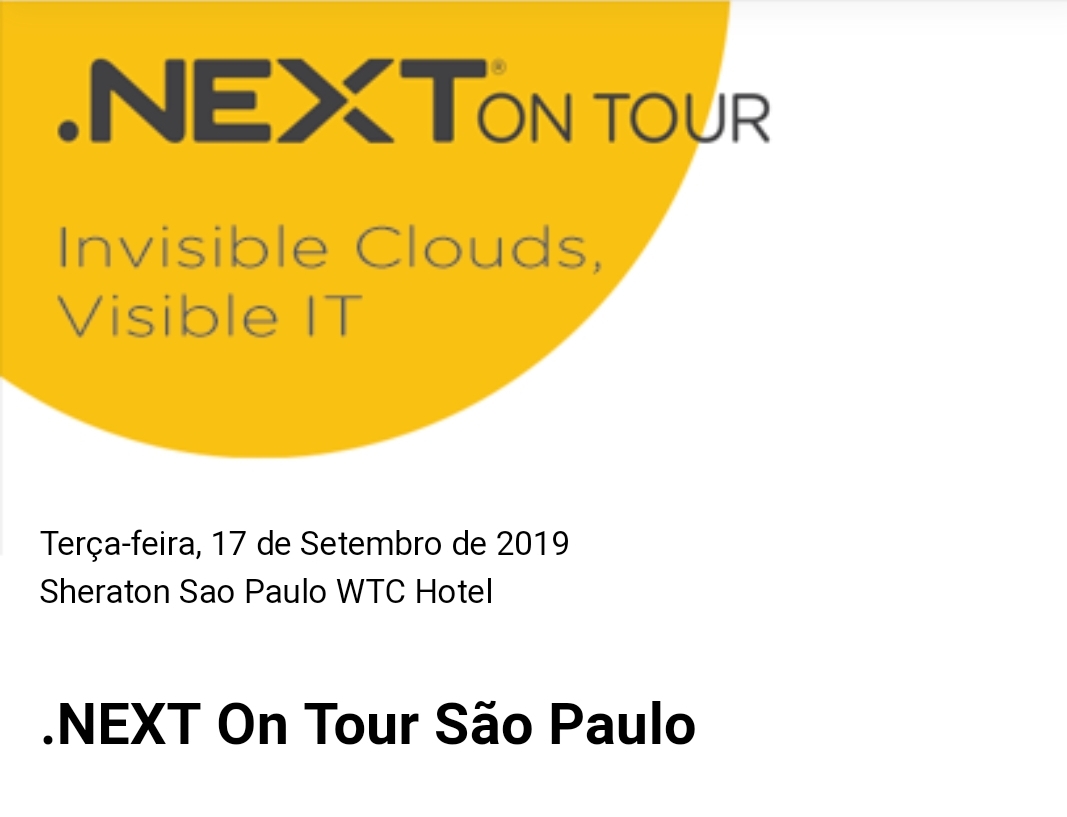 .NEXT® ON TOUR
Invisible Clouds,
Visible IT
Terça-feira, 17 de Setembro de 2019
Sheraton Sao Paulo WTC Hotel
.NEXT On Tour São Paulo